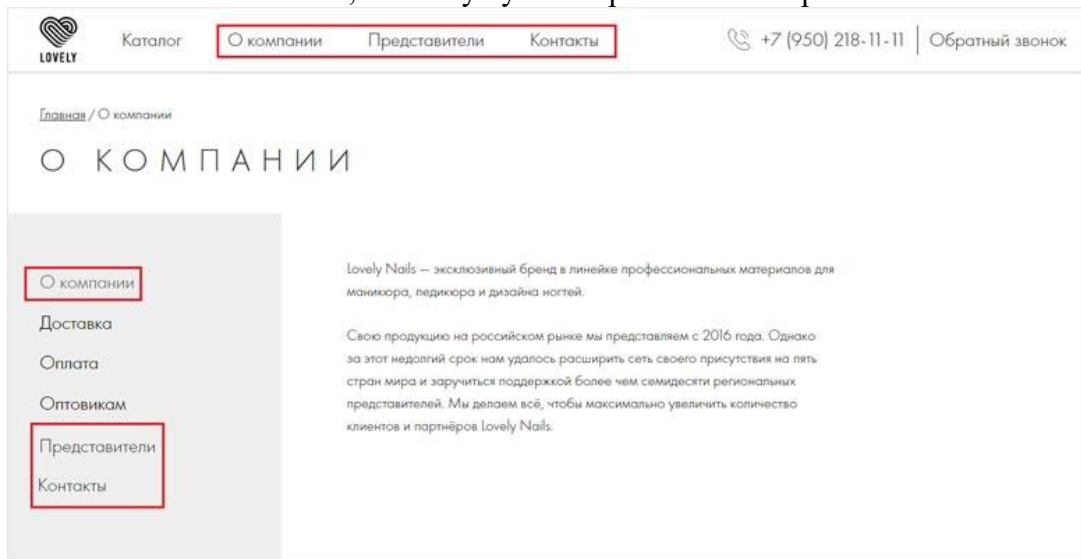 LOVELY
Каталог
О компании
Представители
Контакты
+7 (950) 218-11-11
Обратный звонок
Главная / О компании
О КОМПАНИИ
О компании
Доставка
Оплата
Оптовикам
Представители
Контакты
Lovely Nails — эксклюзивный бренд в линейке профессиональных материалов для
маникюра, педикюра и дизайна ногтей.
Свою продукцию на российском рынке мы представляем с 2016 года. Однако
за этот недолгий срок нам удалось расширить сеть своего присутствия на пять
стран мира и заручиться поддержкой более чем семидесяти региональных
представителей. Мы делаем всё, чтобы максимально увеличить количество
клиентов и партнёров Lovely Nails.